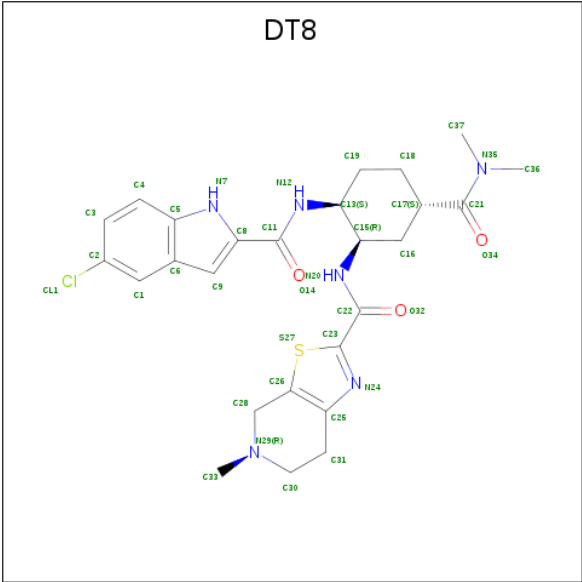 DT8
C37
N35
N
C36
C19
C18
N7
N12
H
N
H
N
C13(S)
C17(S)
C21
C4
C5
C3
C8
C11
C15(R)
C16
O
O34
C2
C6
C9
O
O14
N20
HN
Cl
CL1
C1
C22
O
O32
S27
S
C23
N
N24
C26
C28
C25
N29(R)
N
C31
C33
C30